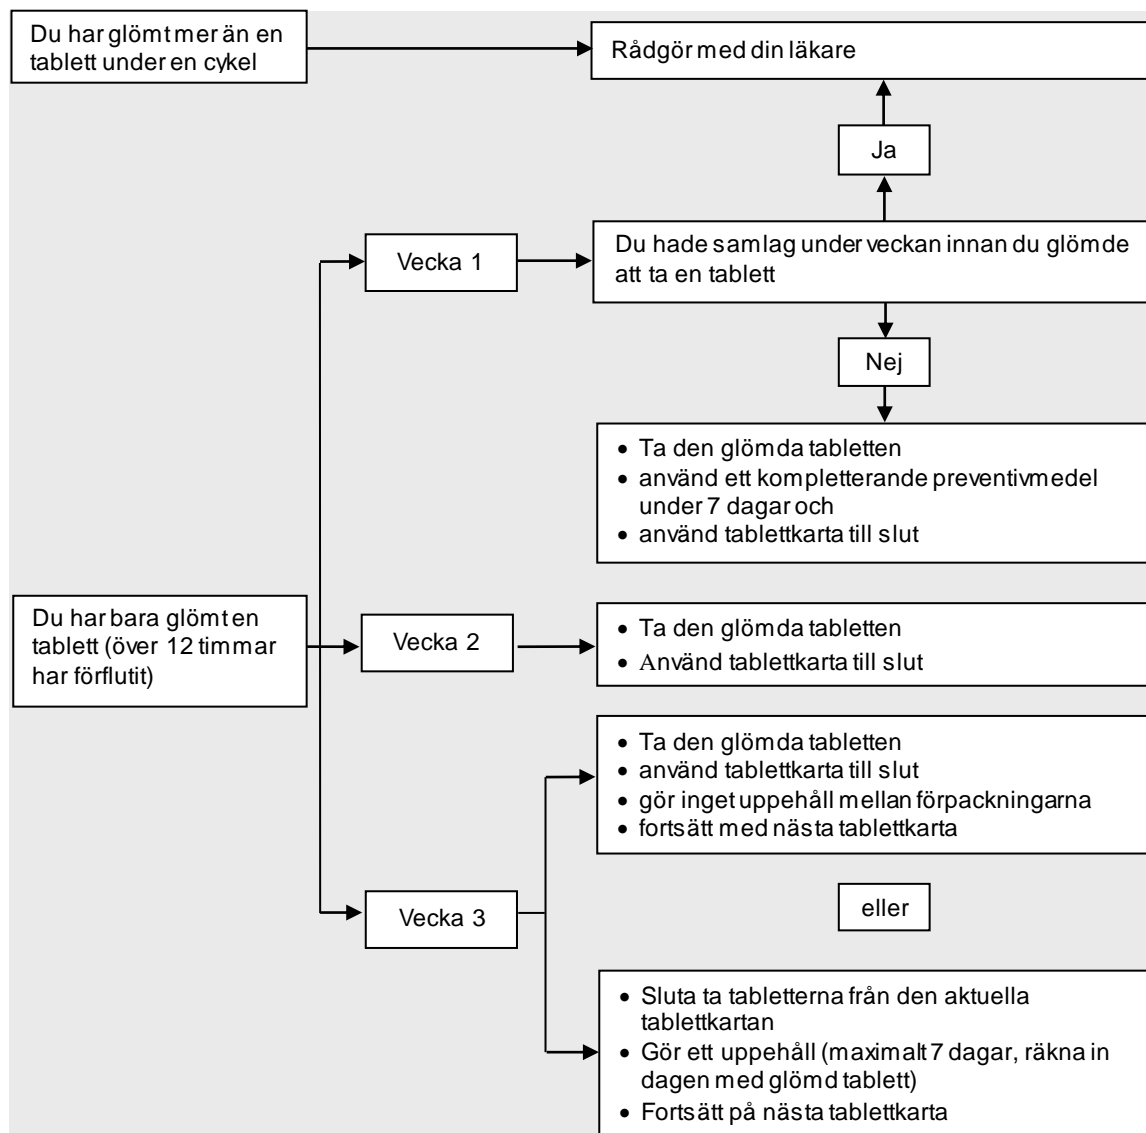 Du har glömt mer än en
tablett under en cykel
Rådgör med din läkare
Ja
Vecka 1
Du hade samlag under veckan innan du glömde
att ta en tablett
Nej
• Ta den glömda tabletten
• använd ett kompletterande preventivmedel
under 7 dagar och
• använd tablettkarta till slut
Du har bara glömt en
tablett (över 12 timmar
har förflutit)
Vecka 2
• Ta den glömda tabletten
• Använd tablettkarta till slut
• Ta den glömda tabletten
• använd tablettkarta till slut
• gör inget uppehåll mellan förpackningarna
• fortsätt med nästa tablettkarta
Vecka 3
eller
• Sluta ta tabletterna från den aktuella
tablettkartan
• Gör ett uppehåll (maximalt 7 dagar, räkna in
dagen med glömd tablett)
• Fortsätt på nästa tablettkarta